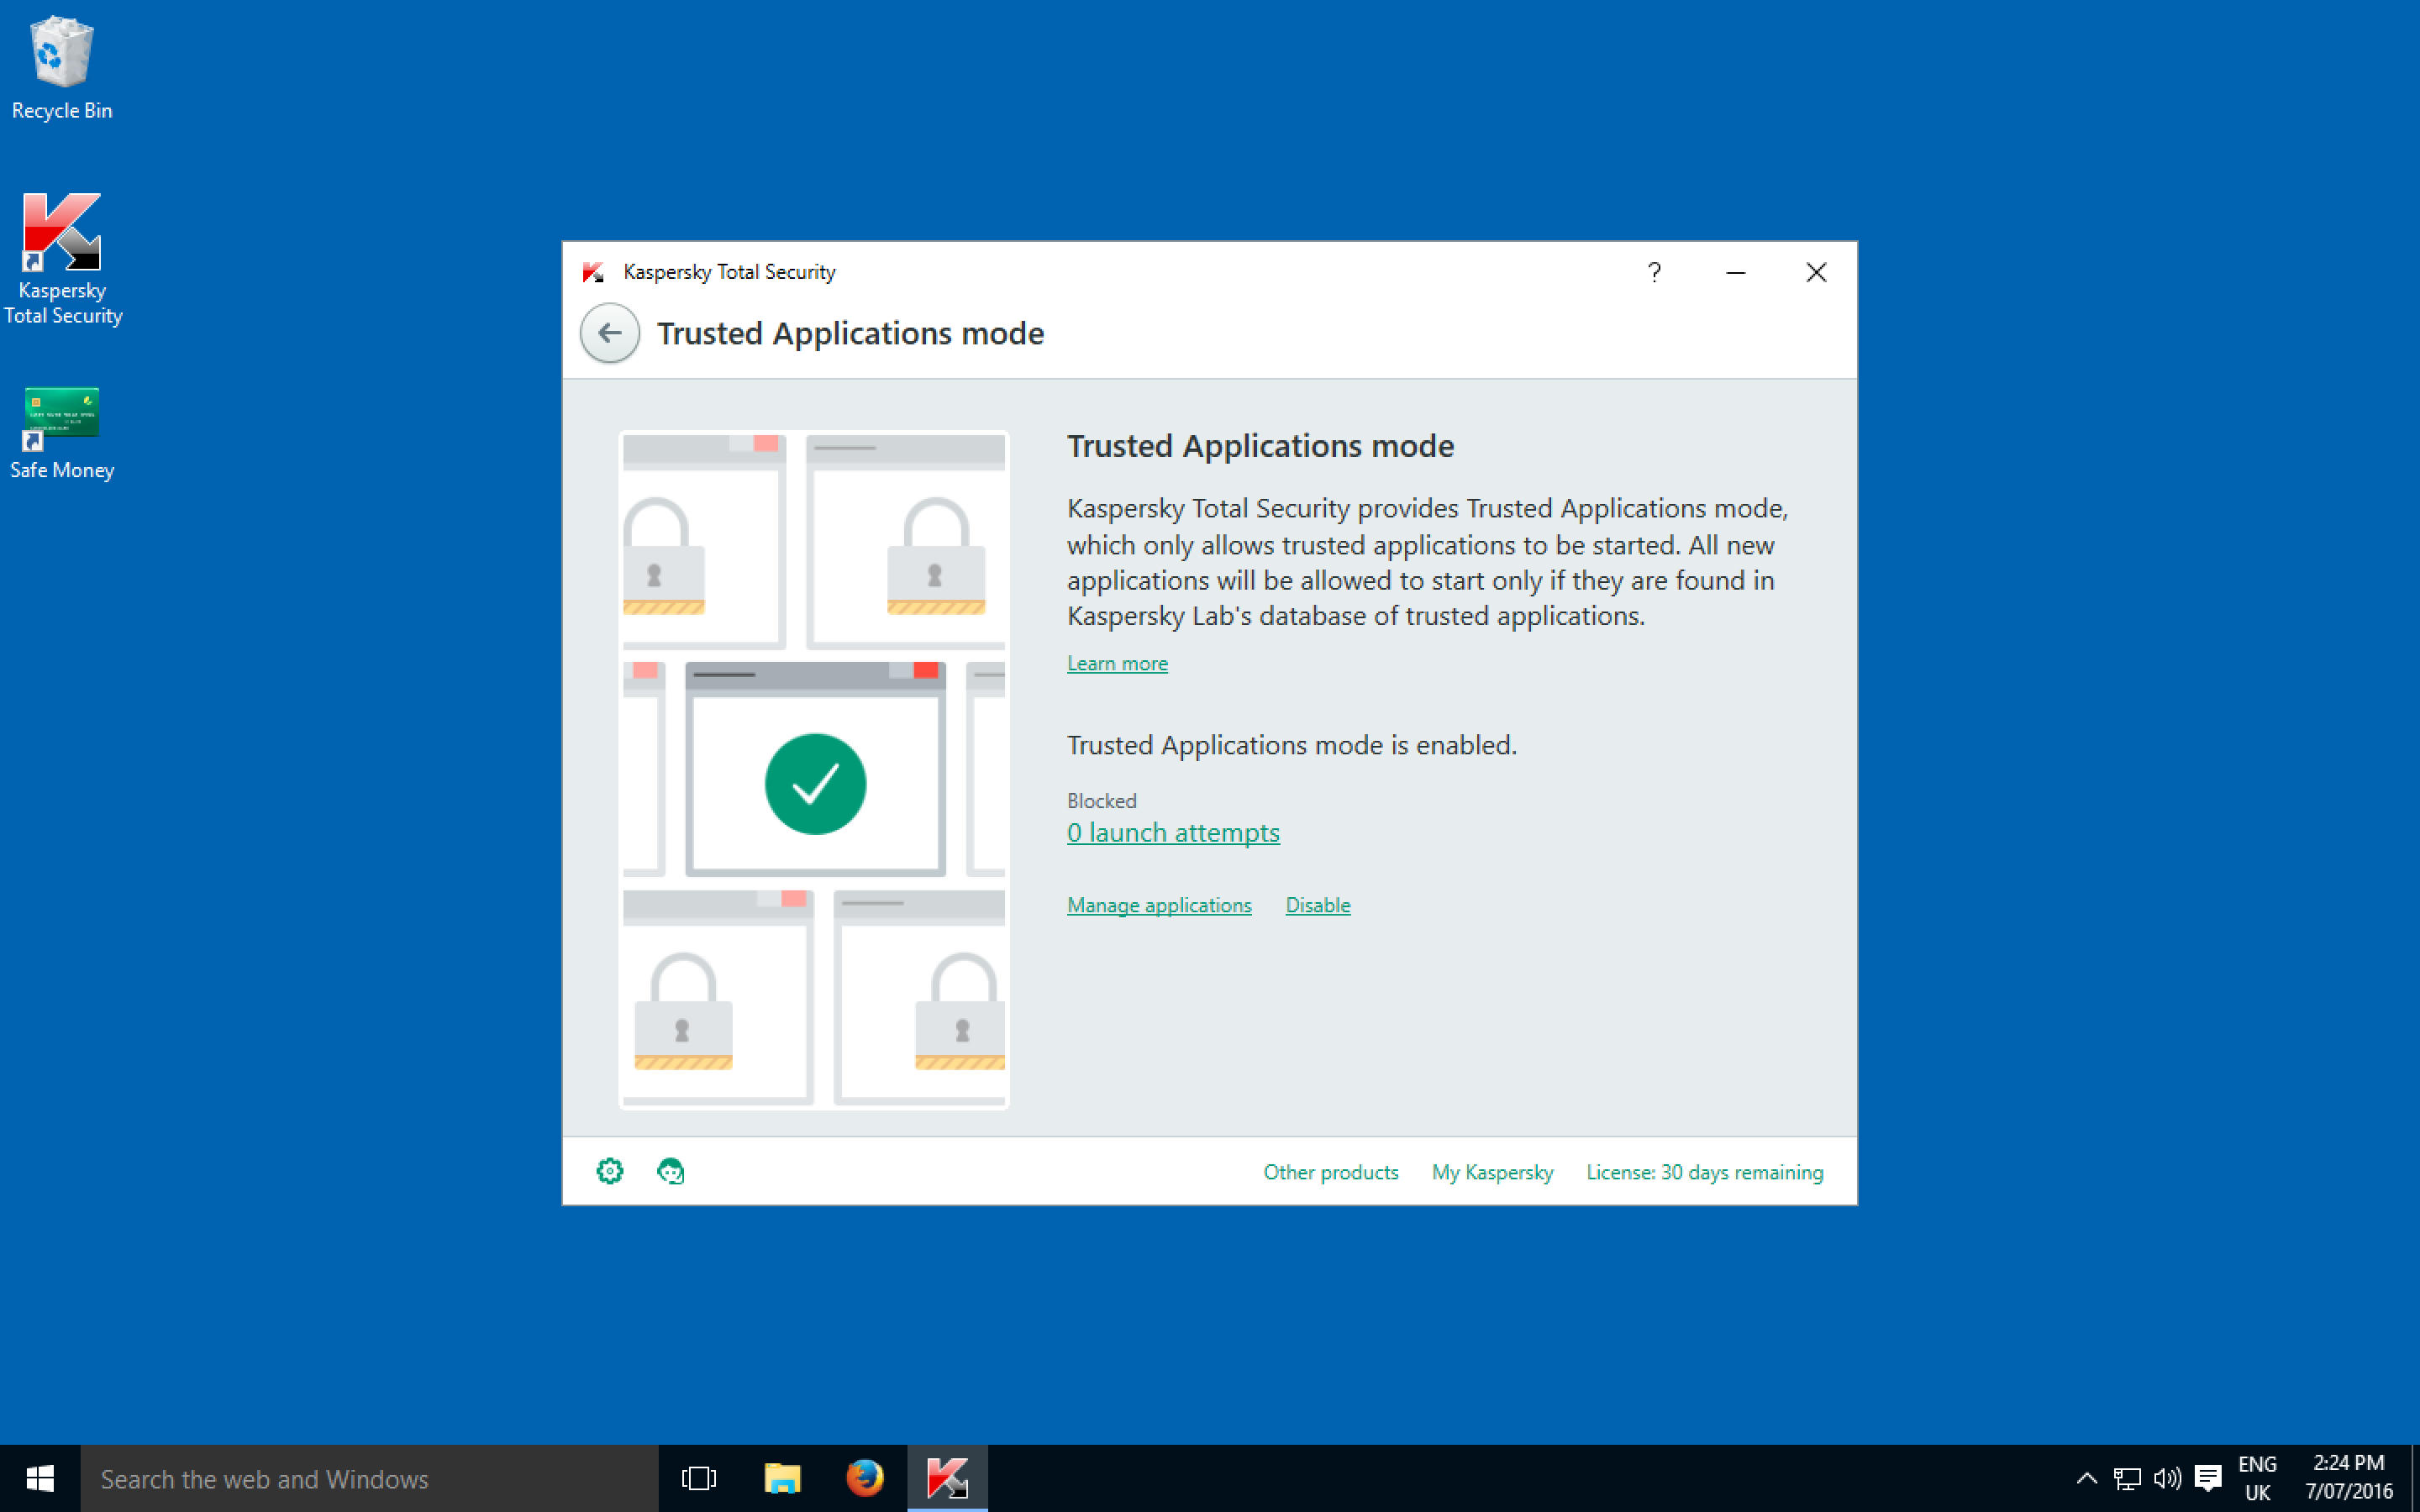 Recycle Bin
Kaspersky
Total Security
Safe Money
Kaspersky Total Security
Trusted Applications mode
Trusted Applications mode
Kaspersky Total Security provides Trusted Applications mode,
which only allows trusted applications to be started. All new
applications will be allowed to start only if they are found in
Kaspersky Lab's database of trusted applications.
Learn more
Trusted Applications mode is enabled.
Blocked
0 launch attempts
Manage applications Disable
Other products My Kaspersky License: 30 days remaining
Search the web and Windows
ENG
UK
2:24 PM
7/07/2016